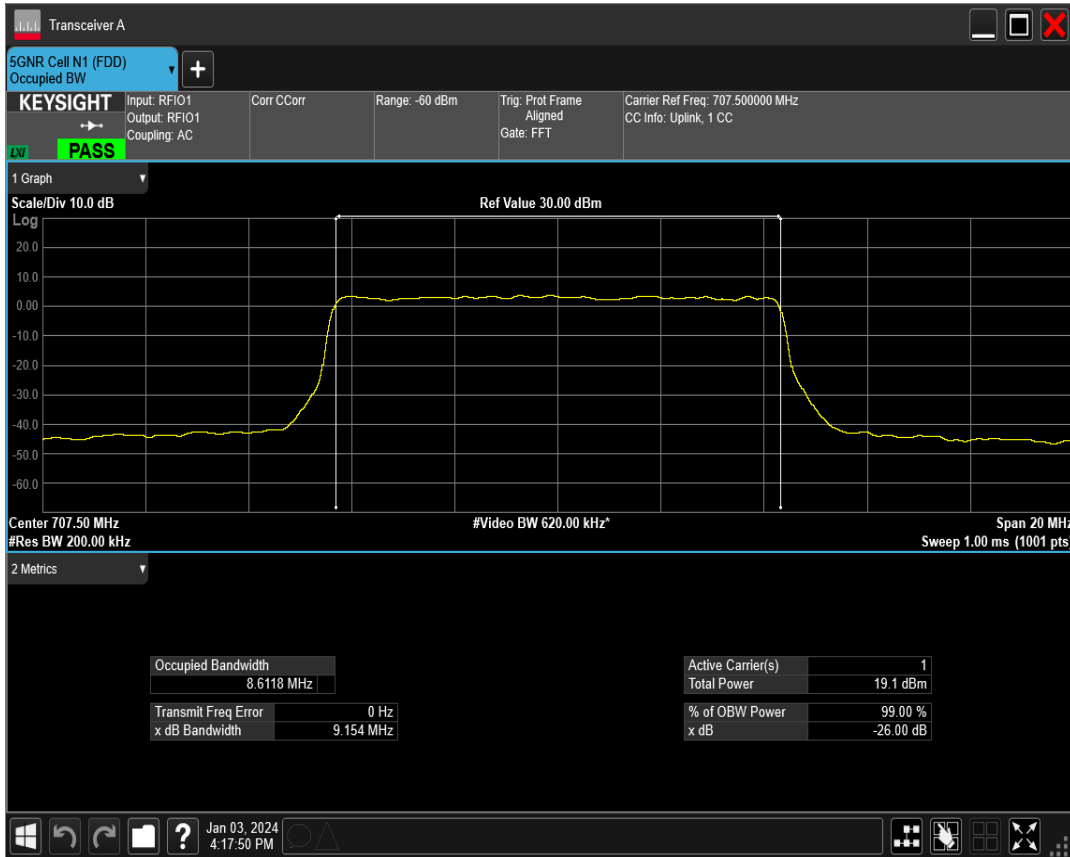 Transceiver A
5GNR Cell N1 (FDD)
Occupied BW
+
KEYSIGHT
LXI
PASS
Input: RFIO1
Output: RFIO1
Coupling: AC
Corr CCorr
Range: -60 dBm
Trig: Prot Frame
Aligned
Gate: FFT
Carrier Ref Freq: 707.500000 MHz
CC Info: Uplink, 1 CC
1 Graph
Scale/Div 10.0 dB
Ref Value 30.00 dBm
Log
20.0
10.0
0.00
-10.0
-20.0
-30.0
-40.0
-50.0
-60.0
Center 707.50 MHz
#Video BW 620.00 kHz*
Span 20 MHz
#Res BW 200.00 kHz
Sweep 1.00 ms (1001 pts)
2 Metrics
Occupied Bandwidth
8.6118 MHz
Transmit Freq Error 0 Hz
x dB Bandwidth 9.154 MHz
Active Carrier(s) 1
Total Power 19.1 dBm
% of OBW Power 99.00 %
x dB -26.00 dB
?
Jan 03, 2024
4:17:50 PM